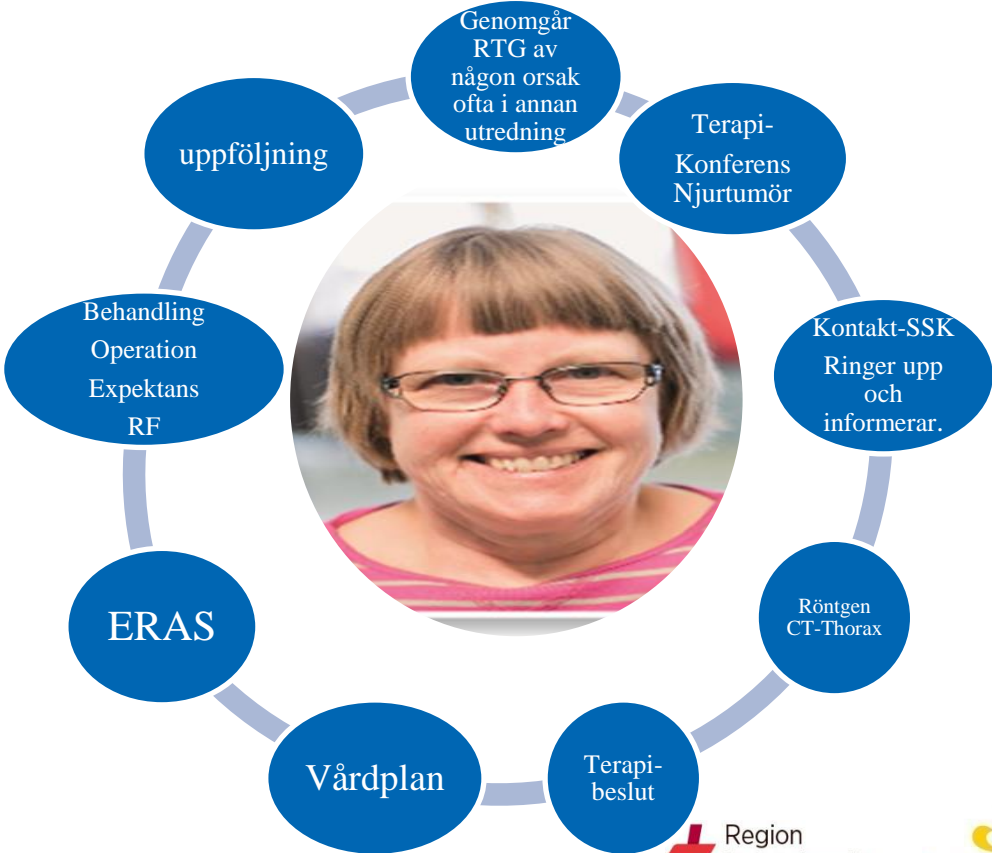 Genomgår
RTG av
någon orsak
ofta i annan
utredning
Terapi-
Konferens
Njurtumör
Kontakt-SSK
Ringer upp
och
informerar.
Röntgen
CT-Thorax
Terapi-
beslut
Vårdplan
ERAS
Behandling
Operation
Expektans
RF
uppföljning
Region